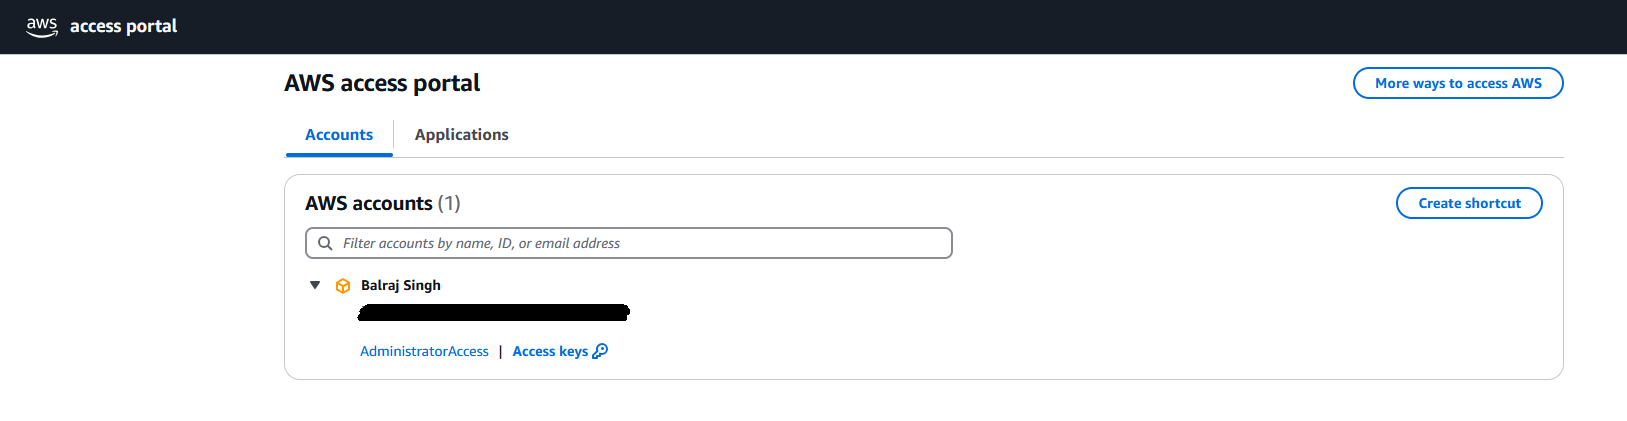 aws access portal
AWS access portal
More ways to access AWS
Accounts
Applications
AWS accounts (1)
Create shortcut
Filter accounts by name, ID, or email address
Balraj Singh
AdministratorAccess | Access keys